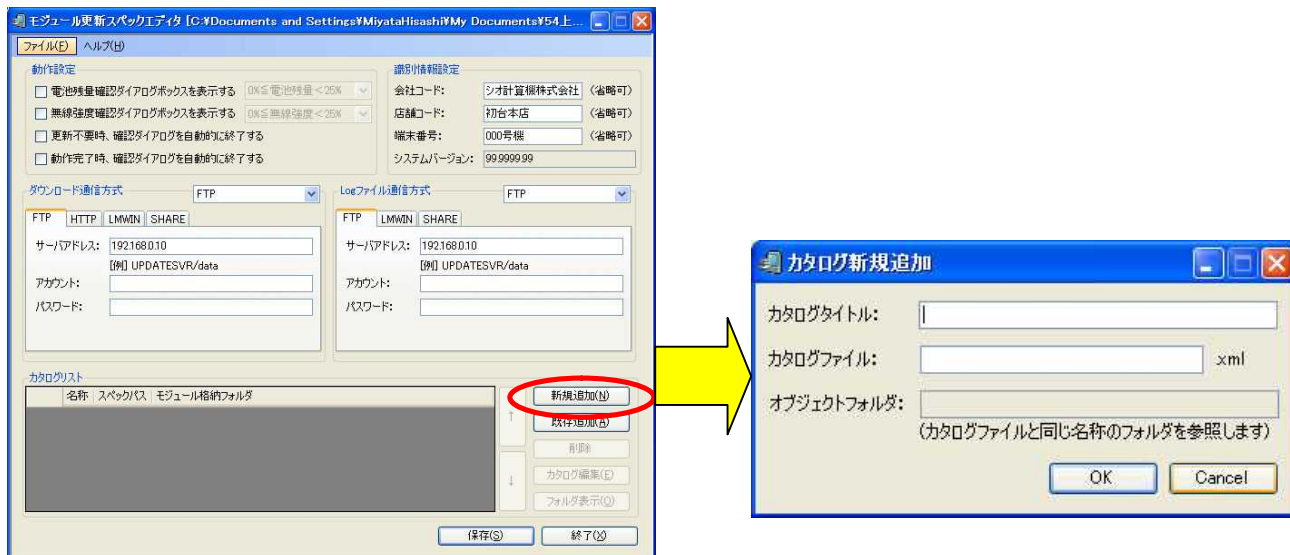 モジュール更新スペックエディタ [C:¥Documents and Settings¥MiyataHisashi¥My Documents¥54上...
ファイル(F) ヘルプ(H)
動作設定
電池残量確認ダイアログボックスを表示する 0%≦電池残量<25%
無線強度確認ダイアログボックスを表示する 0%≦無線強度<25%
更新不要時、確認ダイアログを自動的に終了する
動作完了時、確認ダイアログを自動的に終了する
識別情報設定
会社コード: シオ計算機株式会社 (省略可)
店舗コード: 初台本店 (省略可)
端末番号: 000号機 (省略可)
システムバージョン: 99.9999.99
ダウンロード通信方式 FTP
FTP HTTP LMWIN SHARE
サーバアドレス: 192.168.0.10
[例] UPDATESVR/data
アカウント:
パスワード:
Logファイル通信方式 FTP
FTP LMWIN SHARE
サーバアドレス: 192.168.0.10
[例] UPDATESVR/data
アカウント:
パスワード:
カタログリスト
名称 スペックパス モジュール格納フォルダ
新規追加(N)
既存追加(A)
↑
削除
カタログ編集(E)
↓
フォルダ表示(O)
保存(S) 終了(X)
カタログ新規追加
カタログタイトル:
カタログファイル: .xml
オブジェクトフォルダ:
(カタログファイルと同じ名称のフォルダを参照します)
OK Cancel